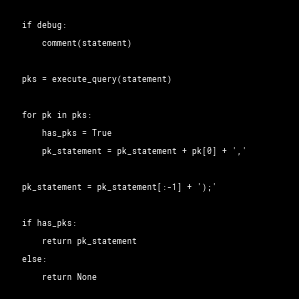 if debug:
    comment(statement)

pks = execute_query(statement)

for pk in pks:
    has_pks = True
    pk_statement = pk_statement + pk[0] + ','

pk_statement = pk_statement[:-1] + ');'

if has_pks:
    return pk_statement
else:
    return None